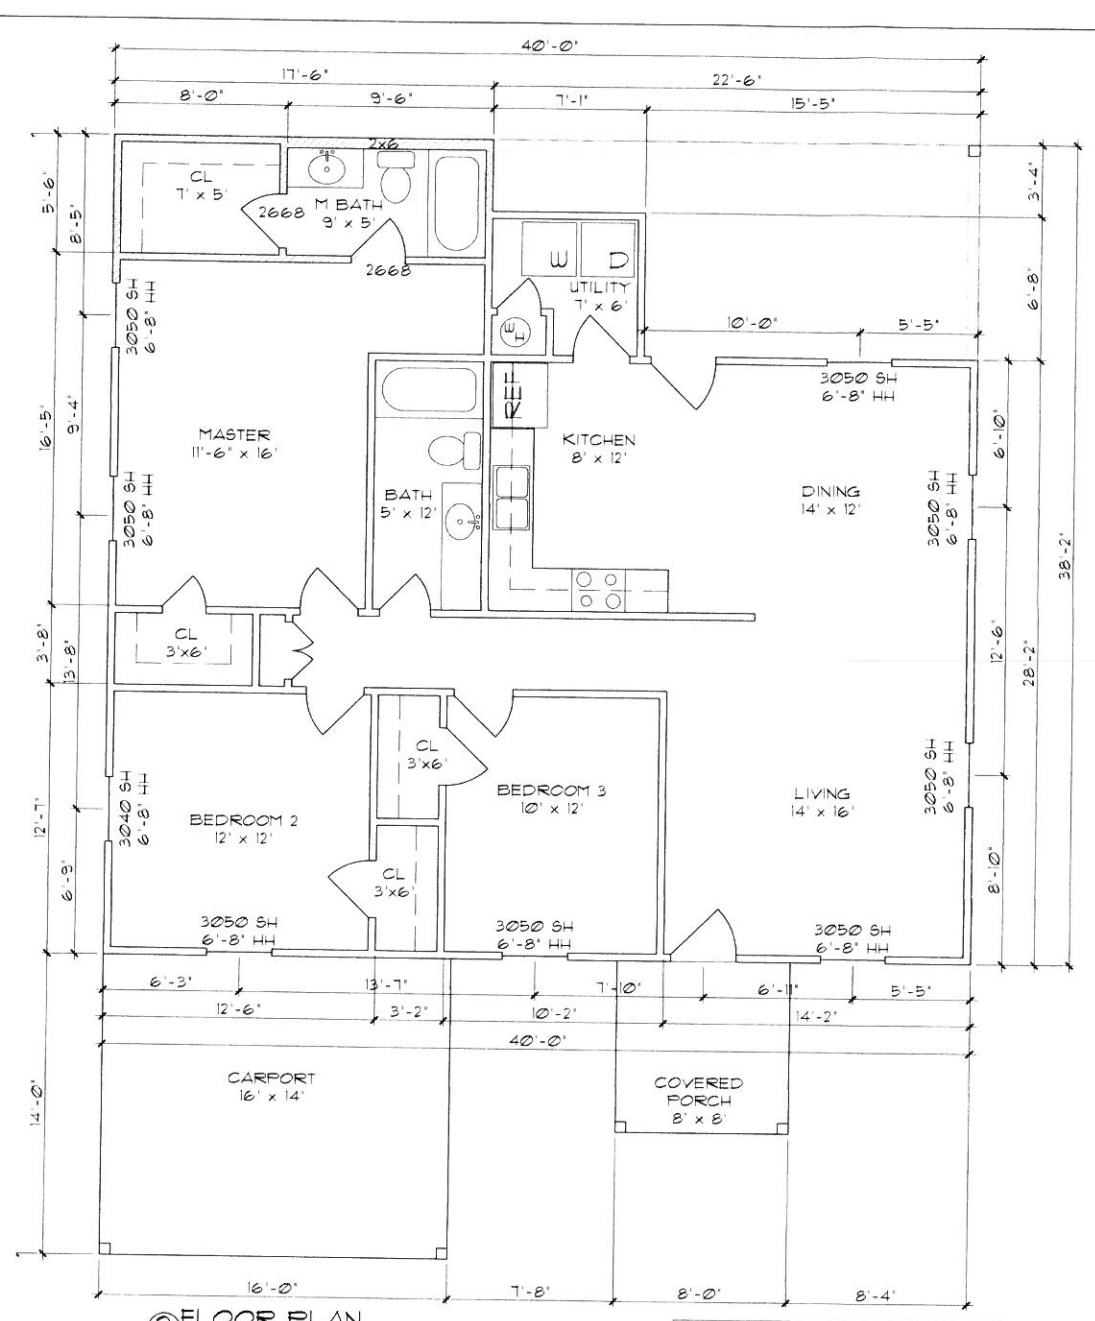 40'-0"
17'-6"
22'-6"
8'-0"
9'-6"
7'-1"
15'-5"
2x6
CL
7' x 5'
2668
M BATH
9' x 5'
2668
W
D
UTILITY
7' x 6'
WH
5'-6"
8'-5"
3'-4"
6'-8"
10'-0"
5'-5"
3050 SH
6'-8" HH
3050 SH
6'-8" HH
REF
KITCHEN
8' x 12'
MASTER
11'-6" x 16'
BATH
5' x 12'
DINING
14' x 12'
3050 SH
6'-8" HH
3050 SH
6'-8" HH
16'-5"
9'-4"
6'-10"
38'-2"
28'-2"
12'-6"
3'-8"
13'-8"
CL
3'x6'
CL
3'x6'
BEDROOM 3
10' x 12'
LIVING
14' x 16'
3050 SH
6'-8" HH
3040 SH
6'-8" HH
BEDROOM 2
12' x 12'
CL
3'x6'
12'-7"
6'-9"
8'-10"
3050 SH
6'-8" HH
3050 SH
6'-8" HH
3050 SH
6'-8" HH
6'-3"
13'-7"
7'-10"
6'-11"
5'-5"
12'-6"
3'-2"
10'-2"
14'-2"
40'-0"
CARPORT
16' x 14'
COVERED
PORCH
8' x 8'
14'-0"
16'-0"
7'-8"
8'-0"
8'-4"
FLOOR PLAN